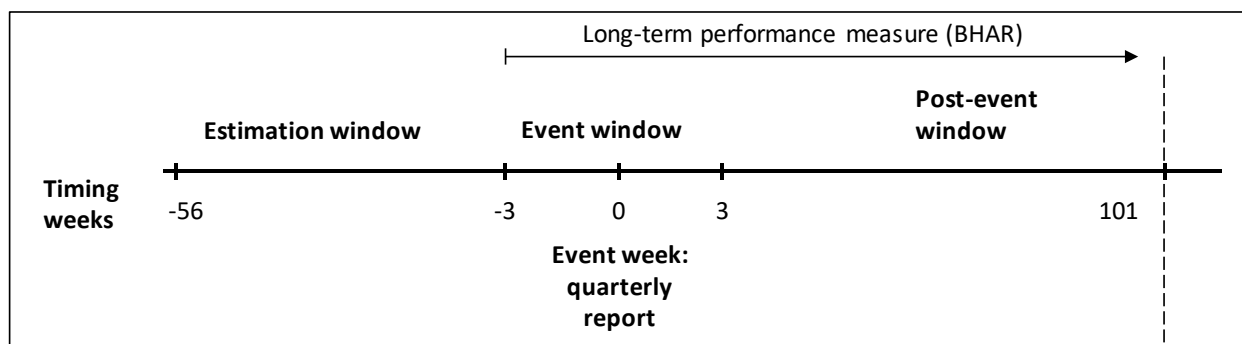 Long-term performance measure (BHAR)
Post-event
window
Estimation window
Event window
Timing
weeks
-56
-3
0
3
101
Event week:
quarterly
report